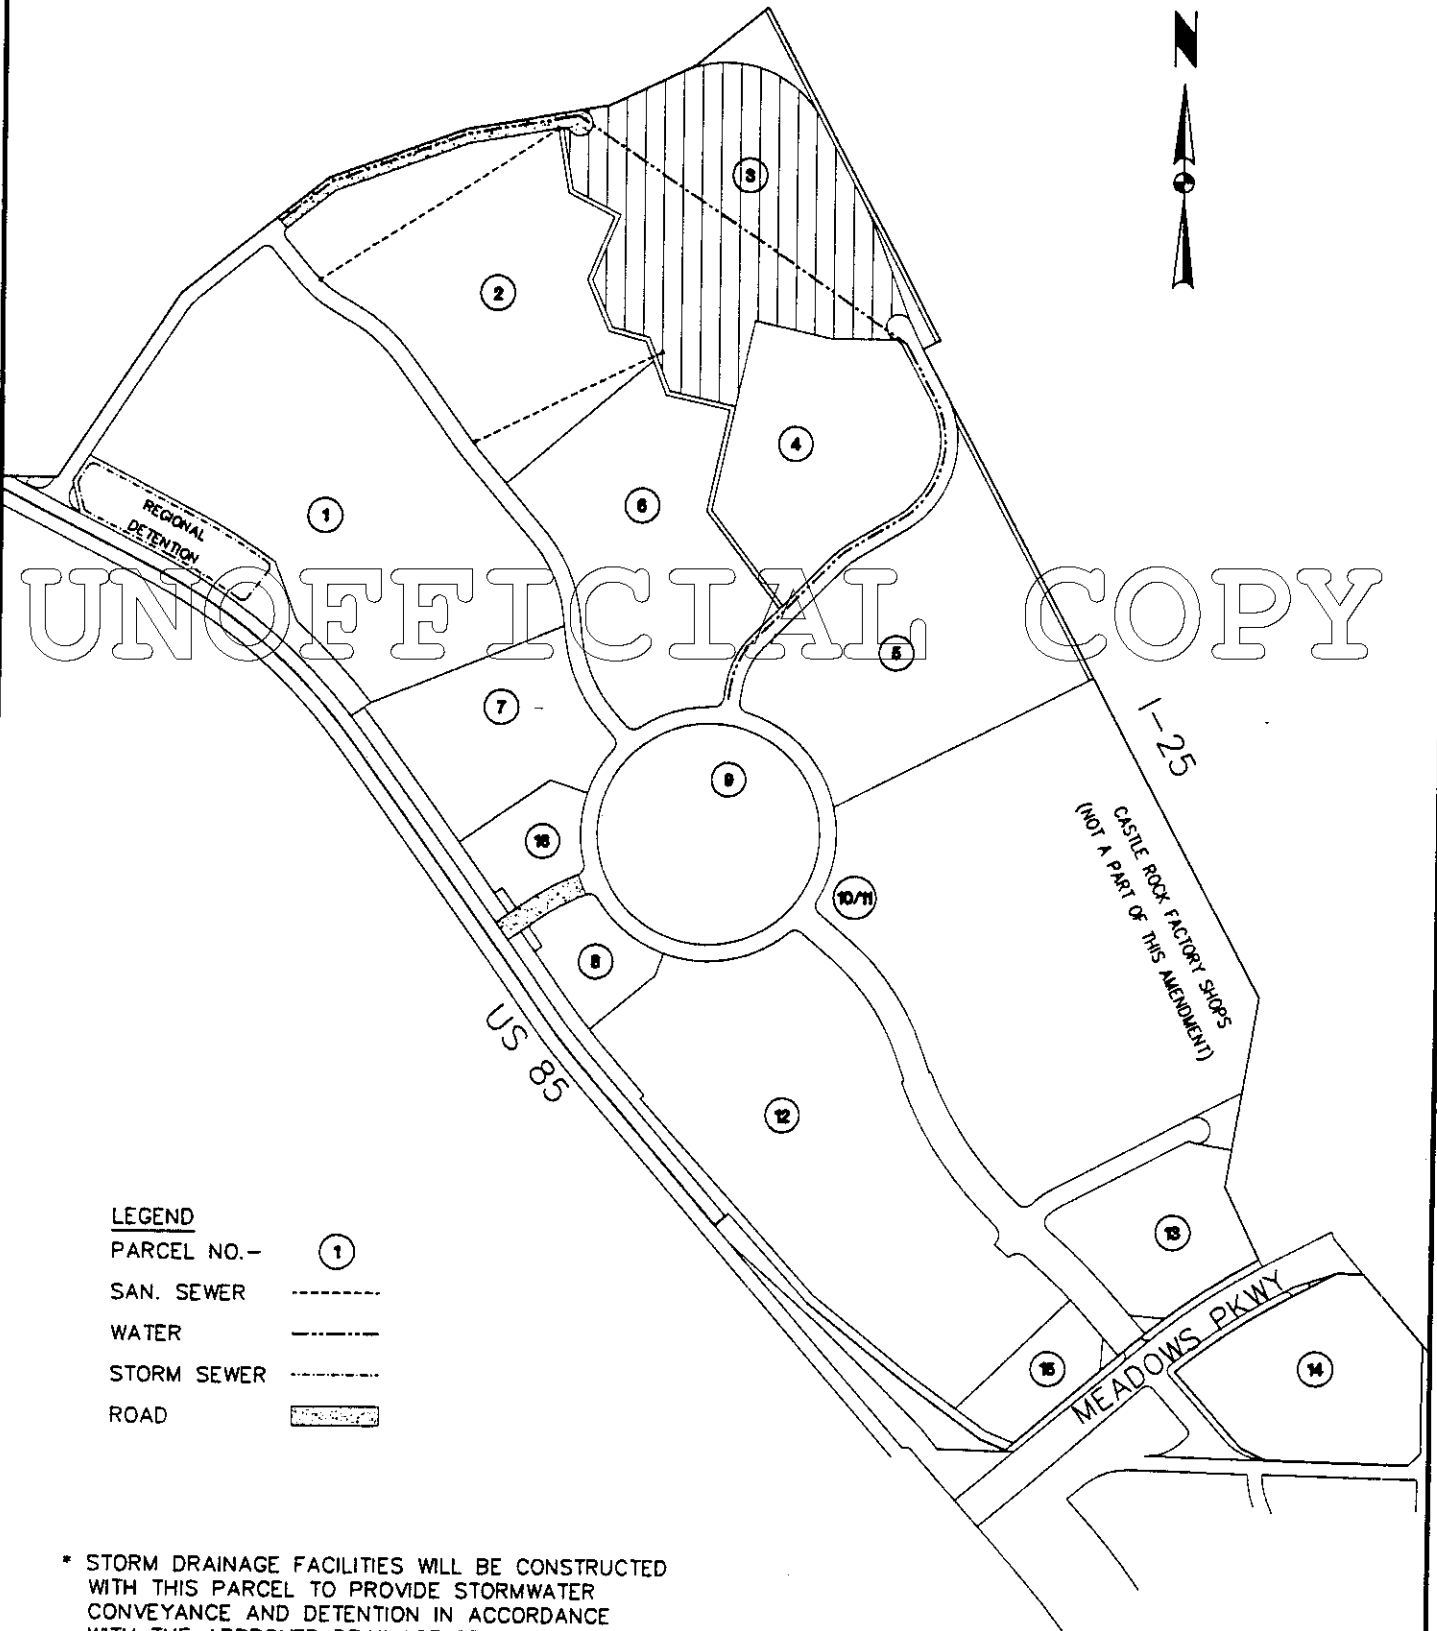 N
3
2
4
1
6
REGIONAL
DETENTION
UNOFFICIAL COPY
5
7
I-25
9
16
10/11
CASTLE ROCK FACTORY SHOPS
(NOT A PART OF THIS AMENDMENT)
8
US 85
12
13
MEADOWS PKWY
15
14
LEGEND
PARCEL NO.- 1
SAN. SEWER
WATER
STORM SEWER
ROAD
* STORM DRAINAGE FACILITIES WILL BE CONSTRUCTED
WITH THIS PARCEL TO PROVIDE STORMWATER
CONVEYANCE AND DETENTION IN ACCORDANCE
WITH THE APPROVED